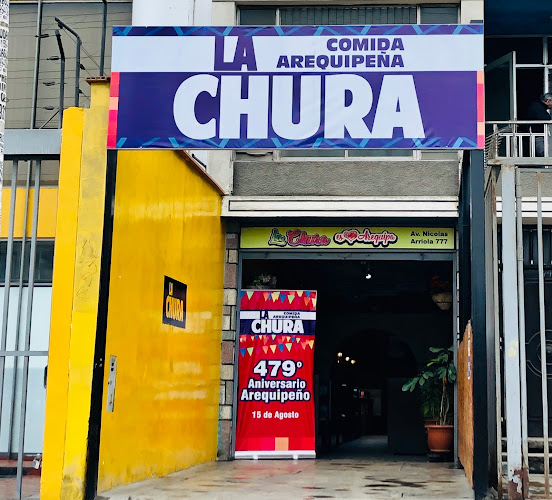 LA COMIDA
AREQUIPEÑA
CHURA
La Chura es Arequipa
Av. Nicolas
Arriola 777
LA
CHURA
LA COMIDA
AREQUIPEÑA
CHURA
479°
Aniversario
Arequipeño
15 de Agosto